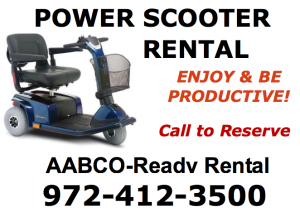 POWER SCOOTER
RENTAL
ENJOY & BE
PRODUCTIVE!
Call to Reserve
AABCO-Ready Rental
972-412-3500